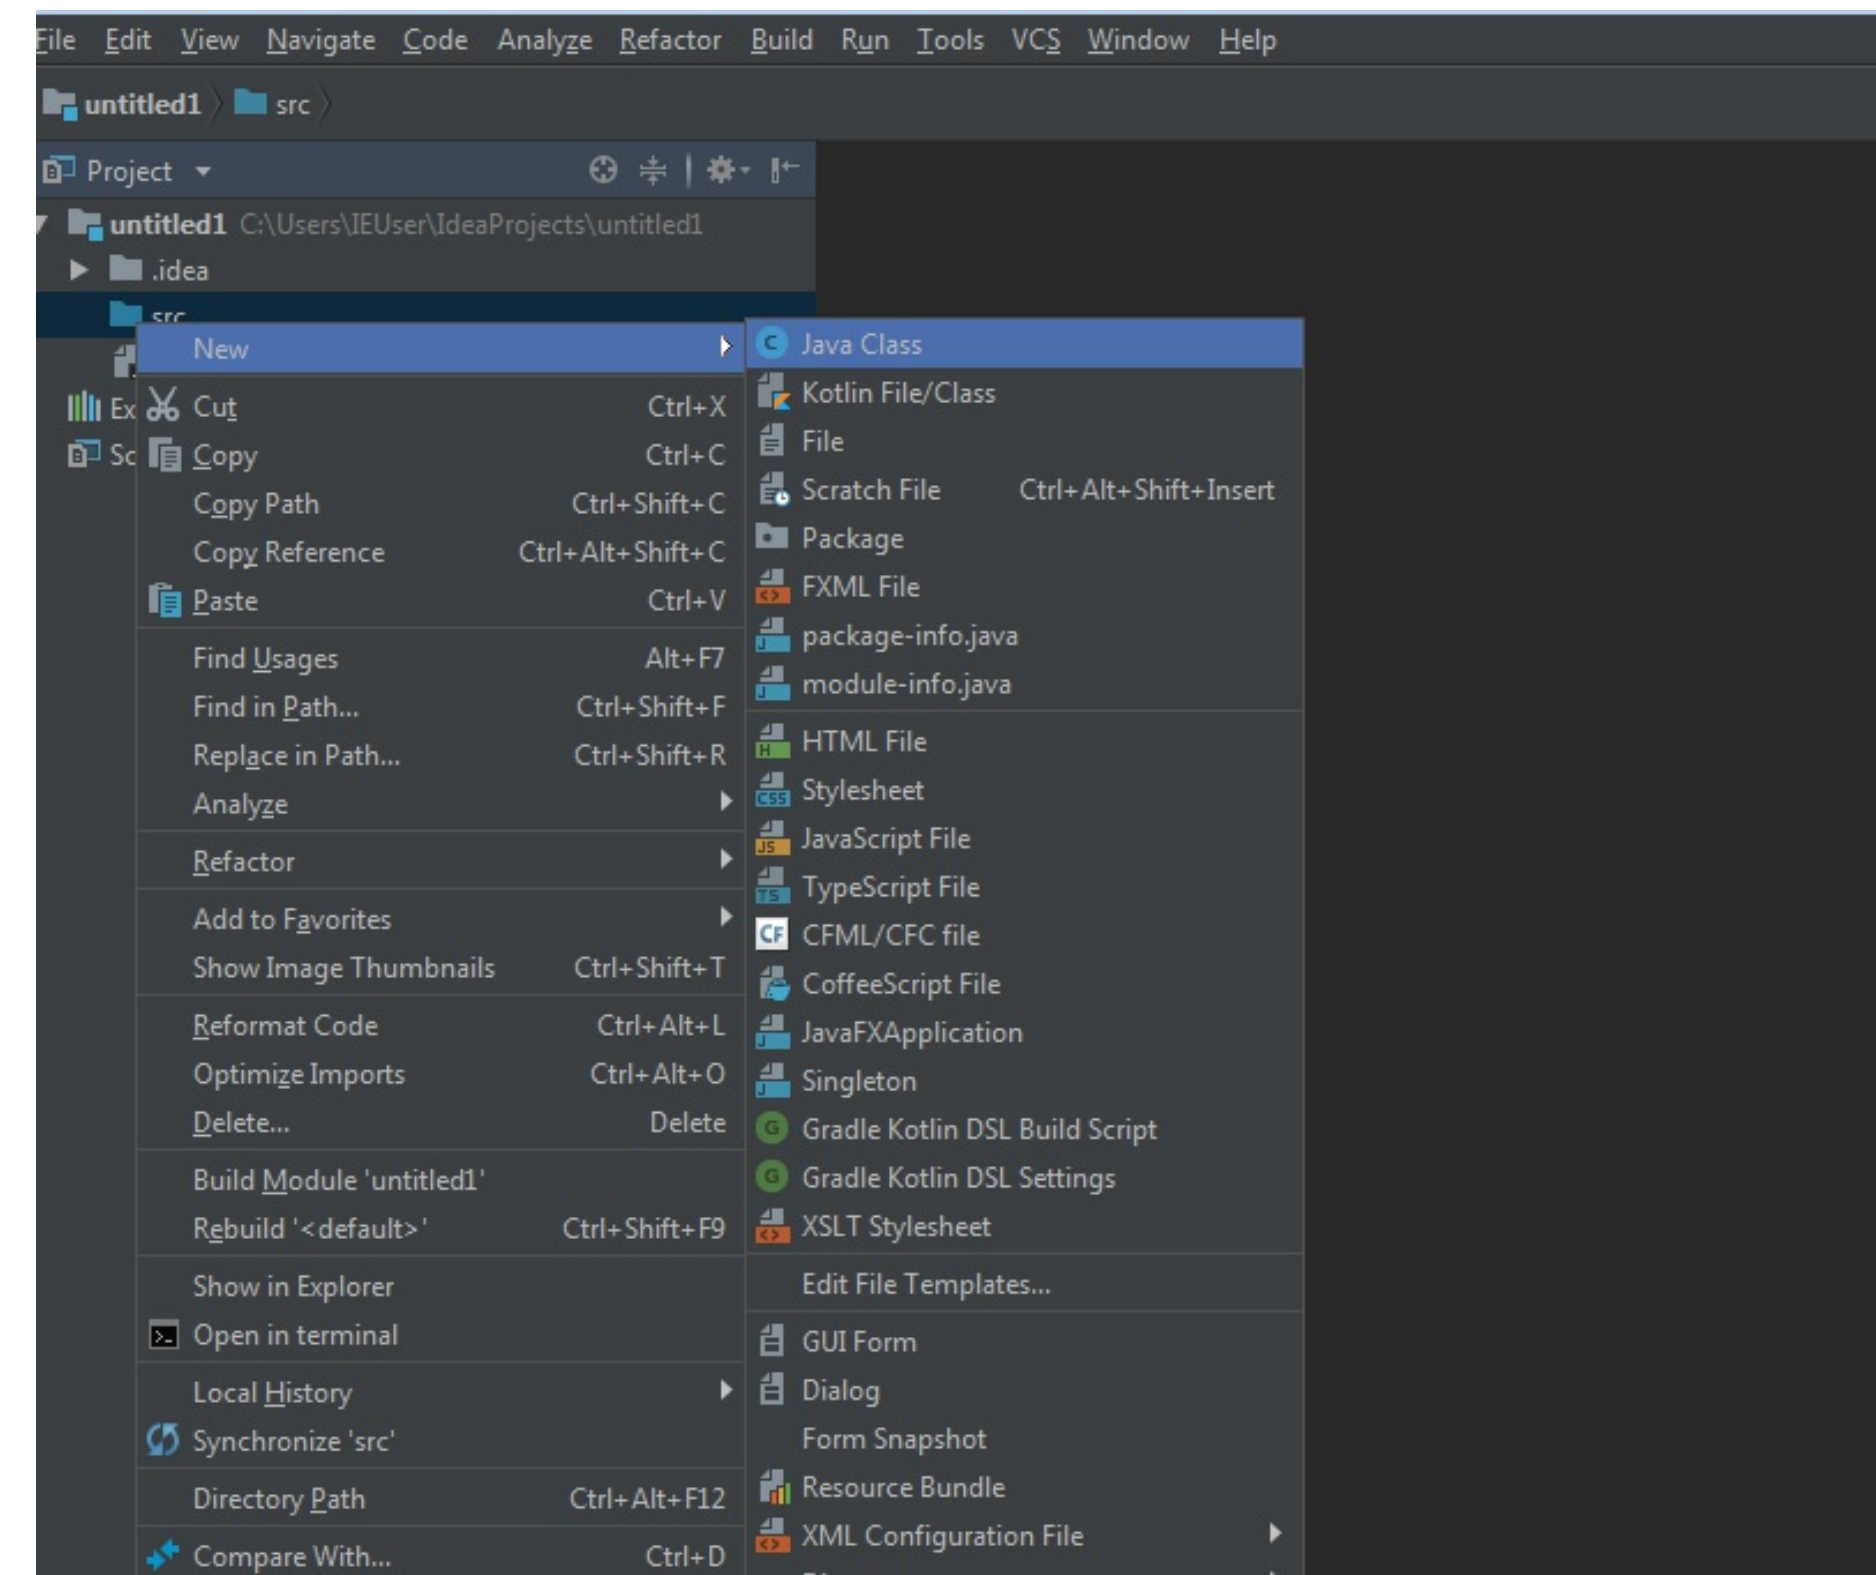 File Edit View Navigate Code Analyze Refactor Build Run Tools VCS Window Help
untitled1 src
Project
untitled1 C:\Users\IEUser\IdeaProjects\untitled1
.idea
src
Ex
Sc
New
Cut Ctrl+X
Copy Ctrl+C
Copy Path Ctrl+Shift+C
Copy Reference Ctrl+Alt+Shift+C
Paste Ctrl+V
Find Usages Alt+F7
Find in Path... Ctrl+Shift+F
Replace in Path... Ctrl+Shift+R
Analyze
Refactor
Add to Favorites
Show Image Thumbnails Ctrl+Shift+T
Reformat Code Ctrl+Alt+L
Optimize Imports Ctrl+Alt+O
Delete... Delete
Build Module 'untitled1'
Rebuild '<default>' Ctrl+Shift+F9
Show in Explorer
Open in terminal
Local History
Synchronize 'src'
Directory Path Ctrl+Alt+F12
Compare With... Ctrl+D
Java Class
Kotlin File/Class
File
Scratch File Ctrl+Alt+Shift+Insert
Package
FXML File
package-info.java
module-info.java
HTML File
Stylesheet
JavaScript File
TypeScript File
CFML/CFC file
CoffeeScript File
JavaFXApplication
Singleton
Gradle Kotlin DSL Build Script
Gradle Kotlin DSL Settings
XSLT Stylesheet
Edit File Templates...
GUI Form
Dialog
Form Snapshot
Resource Bundle
XML Configuration File